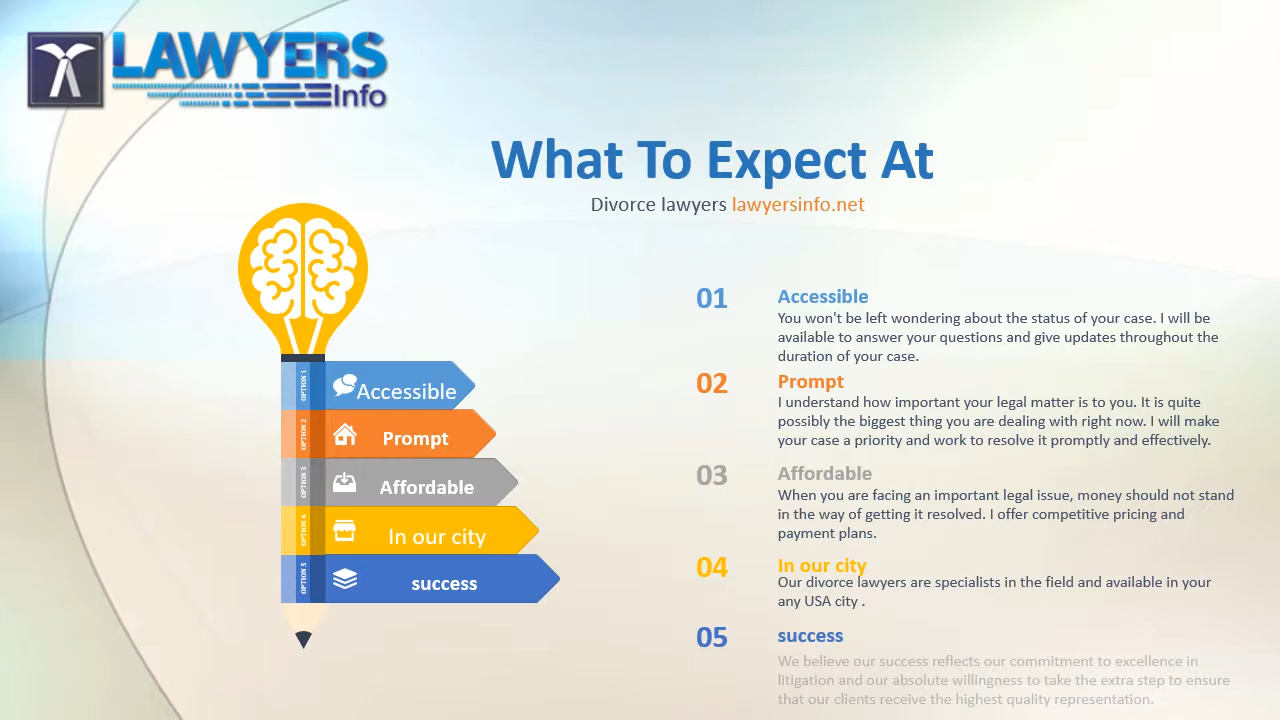 LAWYERS
Info
What To Expect At
Divorce lawyers lawyersinfo.net
OPTION 1
Accessible
OPTION 2
Prompt
OPTION 3
Affordable
OPTION 4
In our city
OPTION 5
success
01
Accessible
You won't be left wondering about the status of your case. I will be
available to answer your questions and give updates throughout the
duration of your case.
02
Prompt
I understand how important your legal matter is to you. It is quite
possibly the biggest thing you are dealing with right now. I will make
your case a priority and work to resolve it promptly and effectively.
03
Affordable
When you are facing an important legal issue, money should not stand
in the way of getting it resolved. I offer competitive pricing and
payment plans.
04
In our city
Our divorce lawyers are specialists in the field and available in your
any USA city .
05
success
We believe our success reflects our commitment to excellence in
litigation and our absolute willingness to take the extra step to ensure
that our clients receive the highest quality representation.